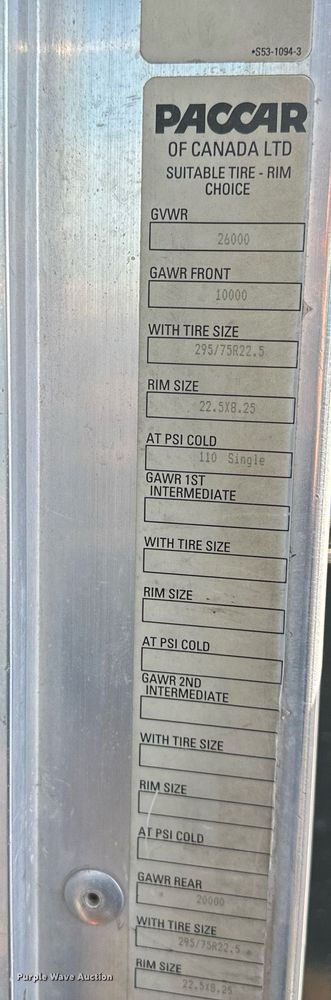 •S53-1094-3
PACCAR
OF CANADA LTD
SUITABLE TIRE - RIM
CHOICE
GVWR
26000
GAWR FRONT
10000
WITH TIRE SIZE
295/75R22.5
RIM SIZE
22.5X8.25
AT PSI COLD
110 Single
GAWR 1ST
INTERMEDIATE
WITH TIRE SIZE
RIM SIZE
AT PSI COLD
GAWR 2ND
INTERMEDIATE
WITH TIRE SIZE
RIM SIZE
AT PSI COLD
GAWR REAR
20000
WITH TIRE SIZE
295/75R22.5
RIM SIZE
22.5X8.25
Purple Wave Auction